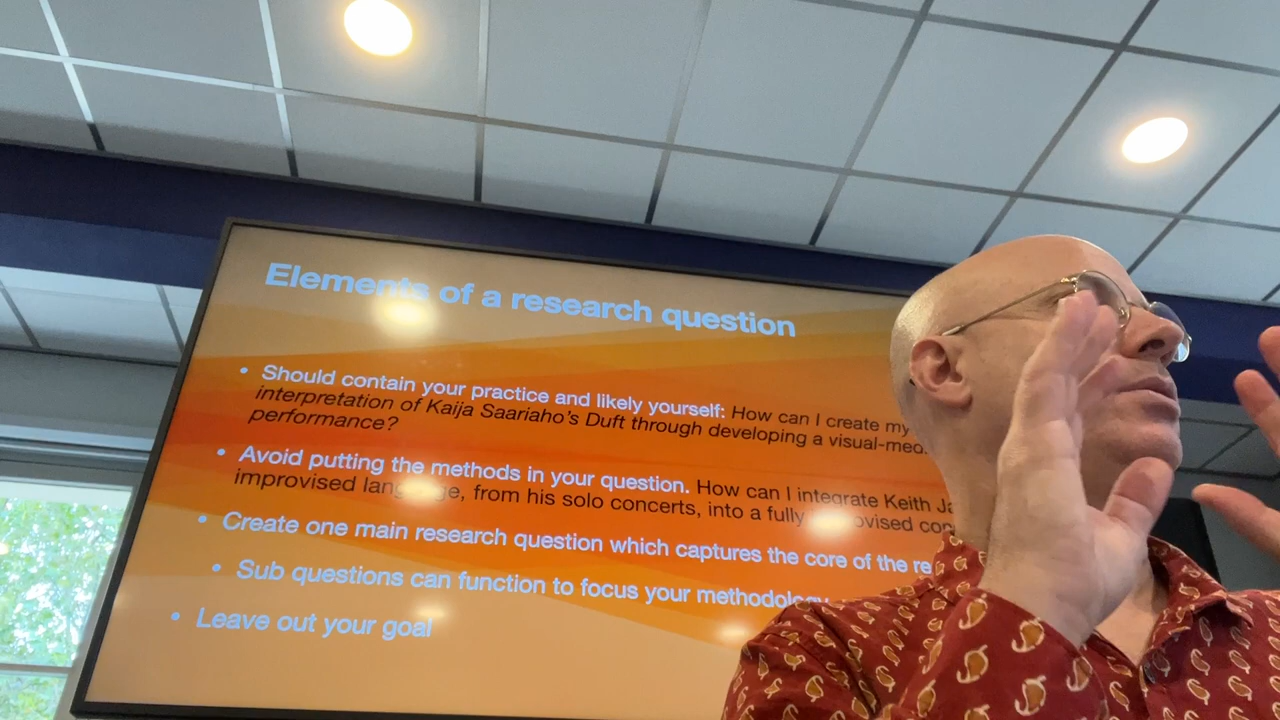 Elements of a research question
• Should contain your practice and likely yourself: How can I create my
interpretation of Kaija Saariaho's Duft through developing a visual-med
performance?
• Avoid putting the methods in your question. How can I integrate Keith Ja
improvised language, from his solo concerts, into a fully improvised con
• Create one main research question which captures the core of the re
• Sub questions can function to focus your methodology
• Leave out your goal